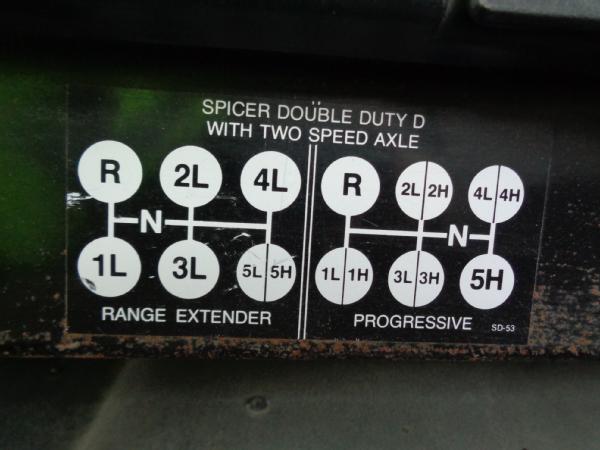 SPICER DOUBLE DUTY D
WITH TWO SPEED AXLE
R 2L 4L
N
1L 3L 5L 5H
RANGE EXTENDER
R 2L 2H 4L 4H
N
1L 1H 3L 3H 5H
PROGRESSIVE
SD-53